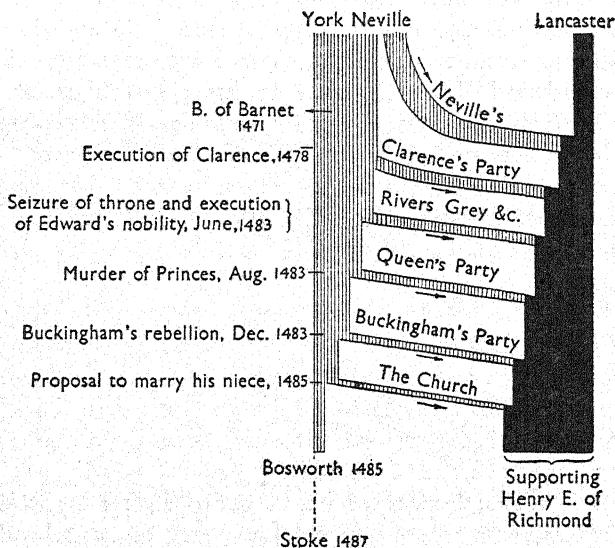 York Neville
Lancaster
Neville's
B. of Barnet
1471
Execution of Clarence, 1478
Clarence's Party
Seizure of throne and execution
of Edward's nobility, June, 1483
Rivers Grey &c.
Queen's Party
Murder of Princes, Aug. 1483
Buckingham's Party
Buckingham's rebellion, Dec. 1483
The Church
Proposal to marry his niece, 1485
Bosworth 1485
Supporting
Henry E. of
Richmond
Stoke 1487